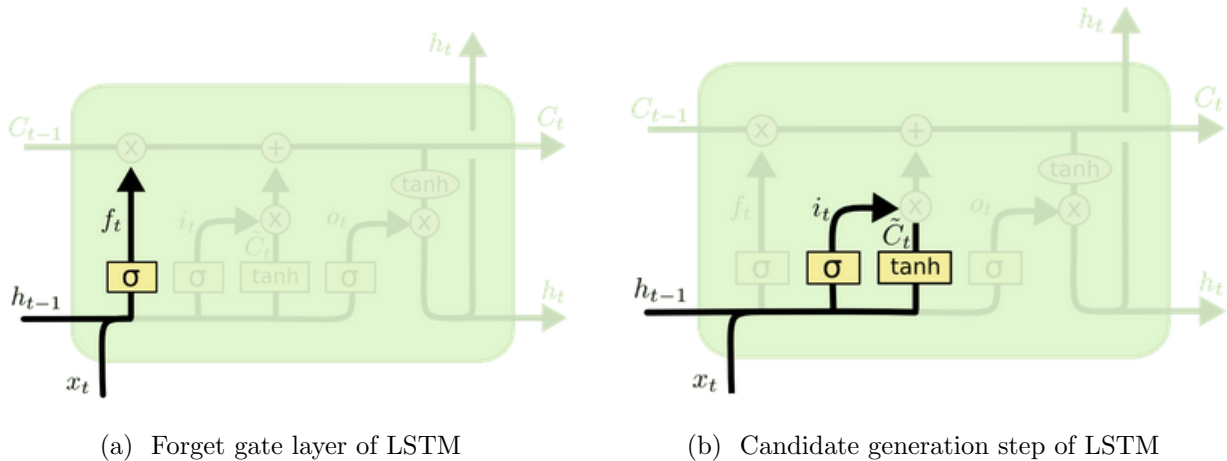 h_t
C_{t-1} × + C_t
tanh
f_t i_t C̃_t o_t ×
×
σ σ tanh σ
h_{t-1} h_t
x_t
(a) Forget gate layer of LSTM
h_t
C_{t-1} × + C_t
tanh
f_t i_t C̃_t o_t ×
×
σ σ tanh σ
h_{t-1} h_t
x_t
(b) Candidate generation step of LSTM